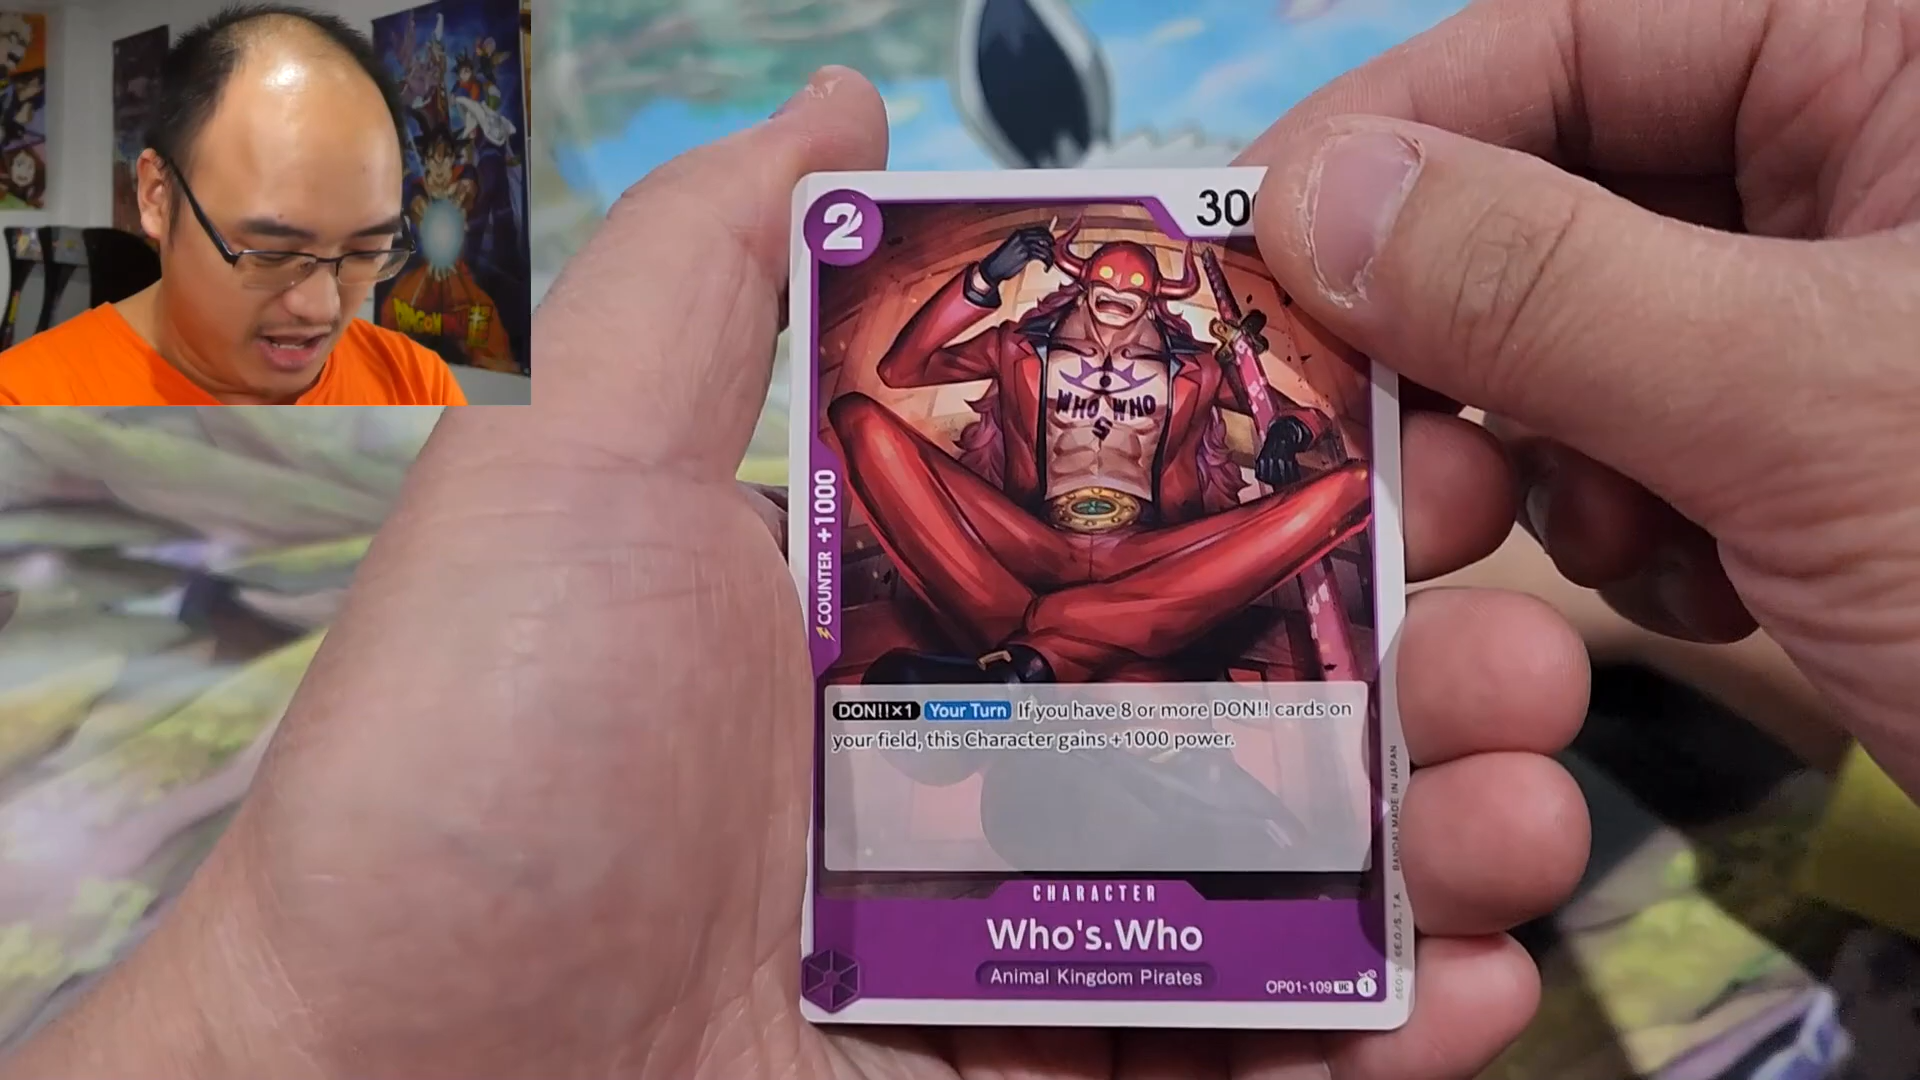 2
30
WHO WHO
S
COUNTER +1000
DON!!×1 Your Turn If you have 8 or more DON!! cards on
your field, this Character gains +1000 power.
CHARACTER
Who's.Who
Animal Kingdom Pirates
OP01-109 UC 1
BANDAI MADE IN JAPAN
DRAGON